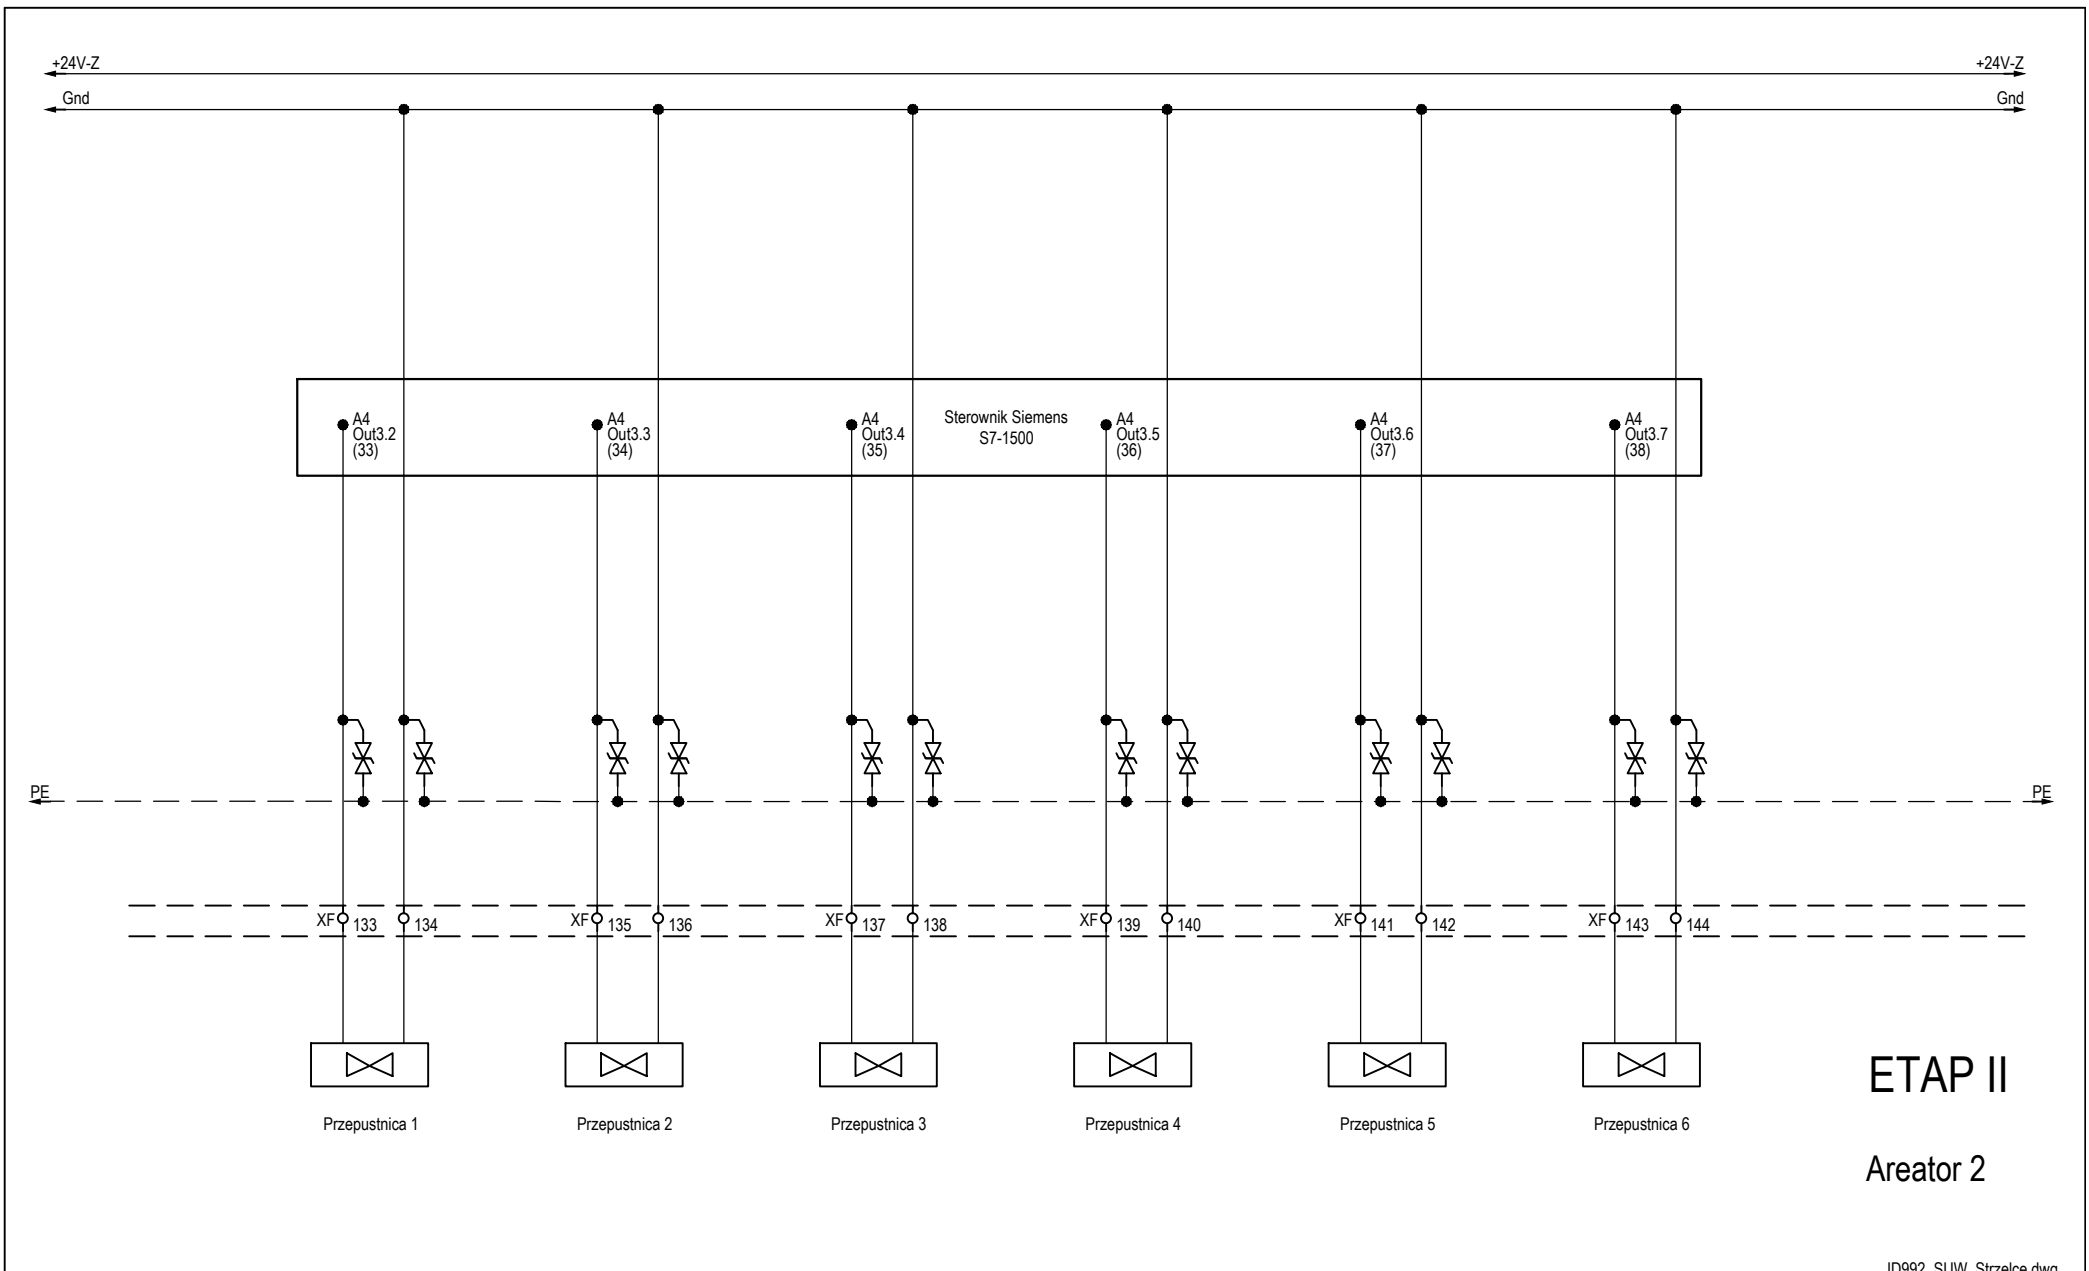 +24V-Z
+24V-Z
Gnd
Gnd
A4
Out3.2
(33)
A4
Out3.3
(34)
A4
Out3.4
(35)
Sterownik Siemens
S7-1500
A4
Out3.5
(36)
A4
Out3.6
(37)
A4
Out3.7
(38)
PE
PE
XF 133 134
XF 135 136
XF 137 138
XF 139 140
XF 141 142
XF 143 144
Przepustnica 1
Przepustnica 2
Przepustnica 3
Przepustnica 4
Przepustnica 5
Przepustnica 6
ETAP II
Areator 2
ID992_SUW_Strzelce.dwg